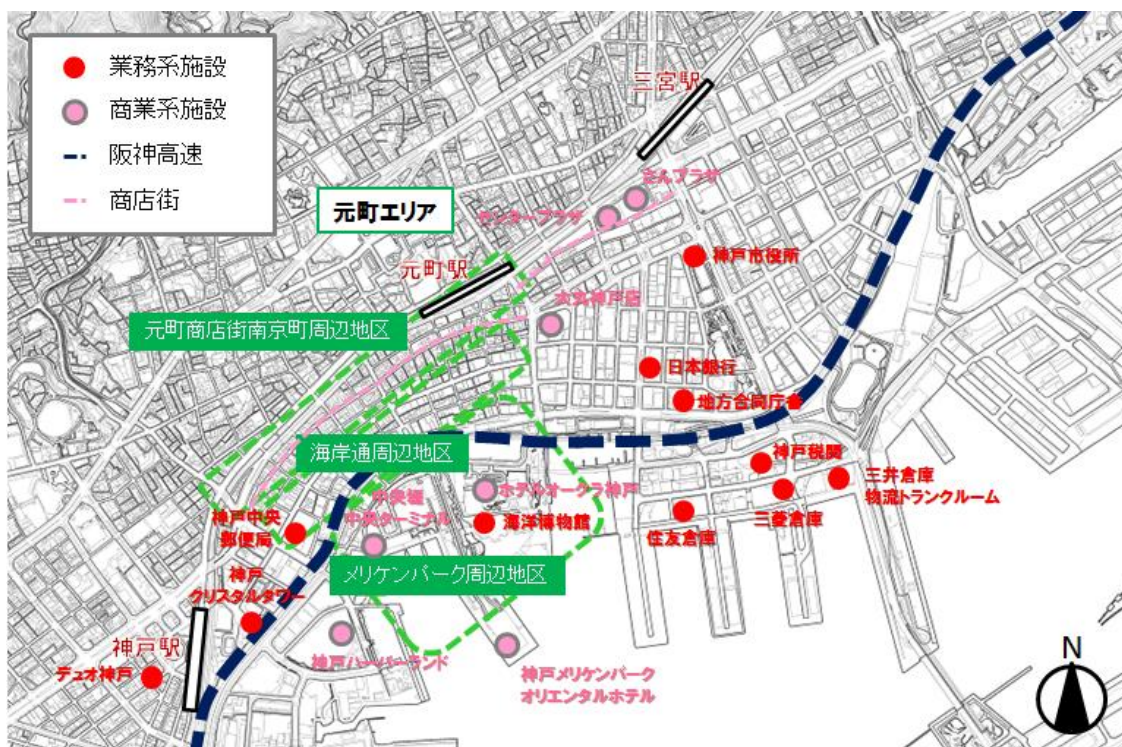 業務系施設
商業系施設
阪神高速
商店街
三宮駅
さんプラザ
センタープラザ
元町エリア
元町駅
神戸市役所
大丸神戸店
元町商店街南京町周辺地区
日本銀行
地方合同庁舎
海岸通周辺地区
神戸税関
三井倉庫
物流トランクルーム
中央堤
中央ターミナル
ホテルオークラ神戸
三菱倉庫
神戸中央
郵便局
海洋博物館
住友倉庫
メリケンパーク周辺地区
神戸
クリスタルタワー
神戸駅
神戸ハーバーランド
デュオ神戸
神戸メリケンパーク
オリエンタルホテル
N